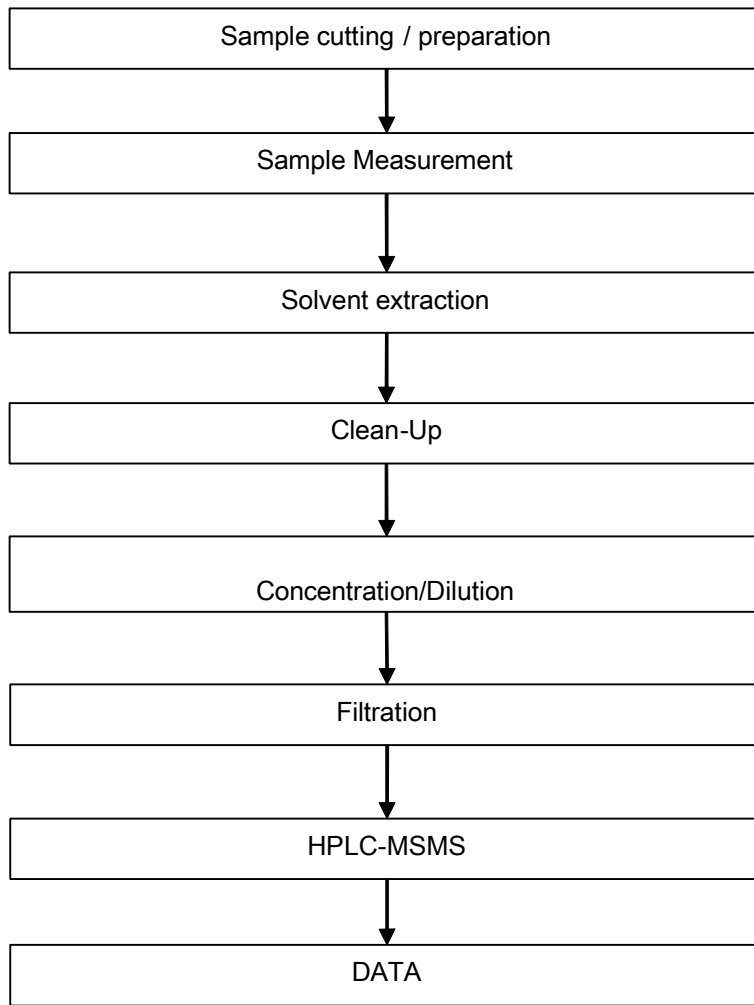 Sample cutting / preparation
Sample Measurement
Solvent extraction
Clean-Up
Concentration/Dilution
Filtration
HPLC-MSMS
DATA